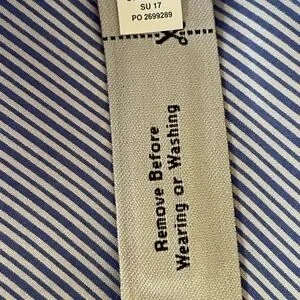 SU 17
PO 2699289
Remove Before
Wearing or Washing